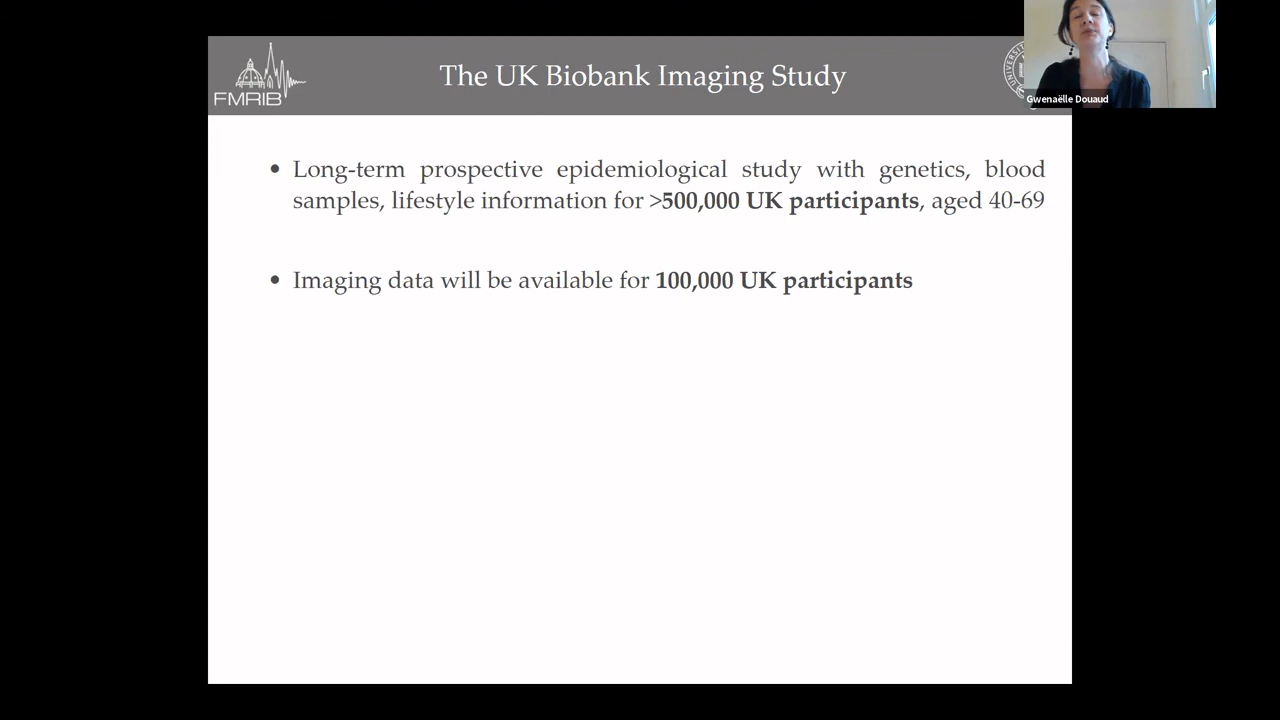 FMRIB
The UK Biobank Imaging Study
Gwenaëlle Douaud
• Long-term prospective epidemiological study with genetics, blood
samples, lifestyle information for >500,000 UK participants, aged 40-69
• Imaging data will be available for 100,000 UK participants